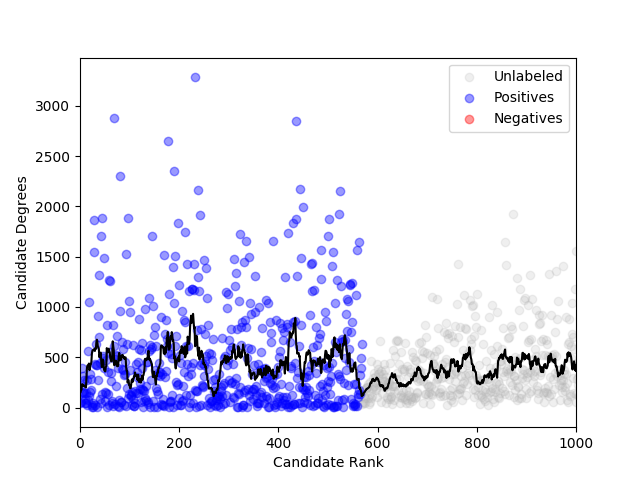 Unlabeled
Positives
Negatives
3000
2500
2000
1500
1000
500
0
Candidate Degrees
0 200 400 600 800 1000
Candidate Rank